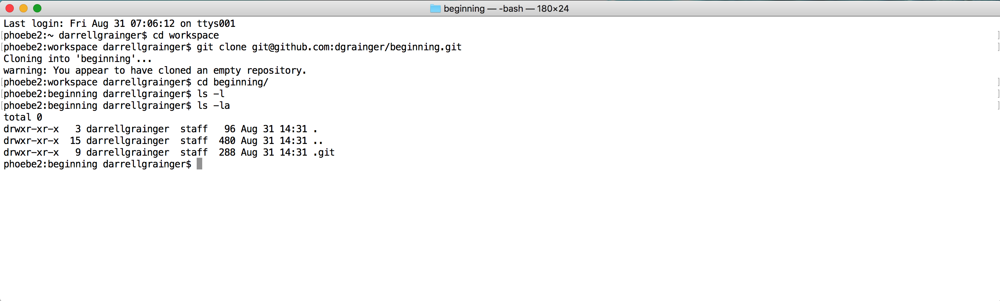 beginning — -bash — 180×24
Last login: Fri Aug 31 07:06:12 on ttys001
[phoebe2:~ darrellgrainger$ cd workspace ]
[phoebe2:workspace darrellgrainger$ git clone git@github.com:dgrainger/beginning.git ]
Cloning into 'beginning'...
warning: You appear to have cloned an empty repository.
[phoebe2:workspace darrellgrainger$ cd beginning/ ]
[phoebe2:beginning darrellgrainger$ ls -l ]
[phoebe2:beginning darrellgrainger$ ls -la ]
total 0
drwxr-xr-x   3 darrellgrainger  staff   96 Aug 31 14:31 .
drwxr-xr-x  15 darrellgrainger  staff  480 Aug 31 14:31 ..
drwxr-xr-x   9 darrellgrainger  staff  288 Aug 31 14:31 .git
phoebe2:beginning darrellgrainger$